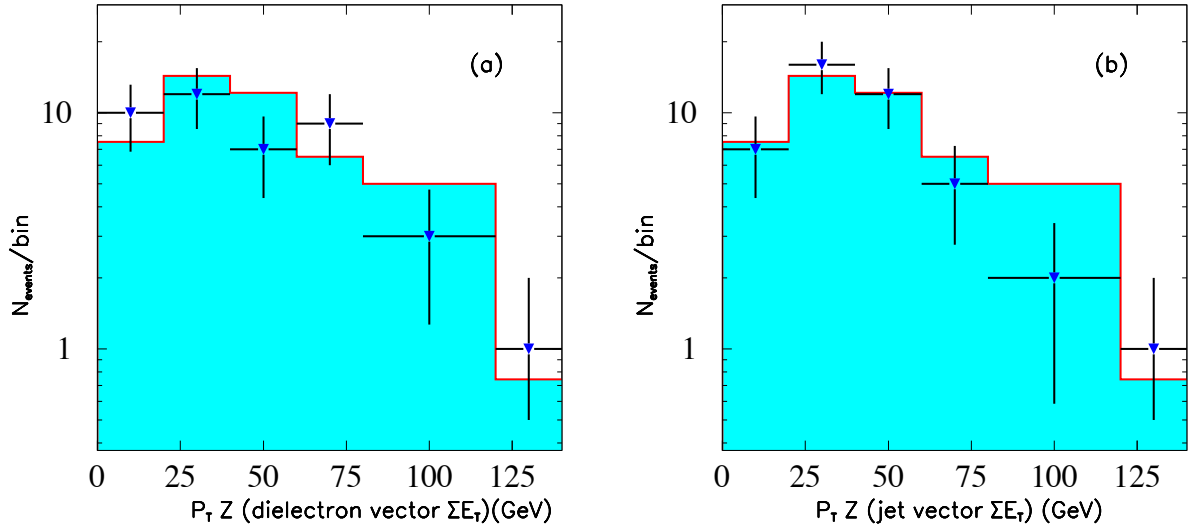 (a)
10
1
N_events/bin
0 25 50 75 100 125
P_T Z (dielectron vector ΣE_T)(GeV)
(b)
10
1
N_events/bin
0 25 50 75 100 125
P_T Z (jet vector ΣE_T) (GeV)